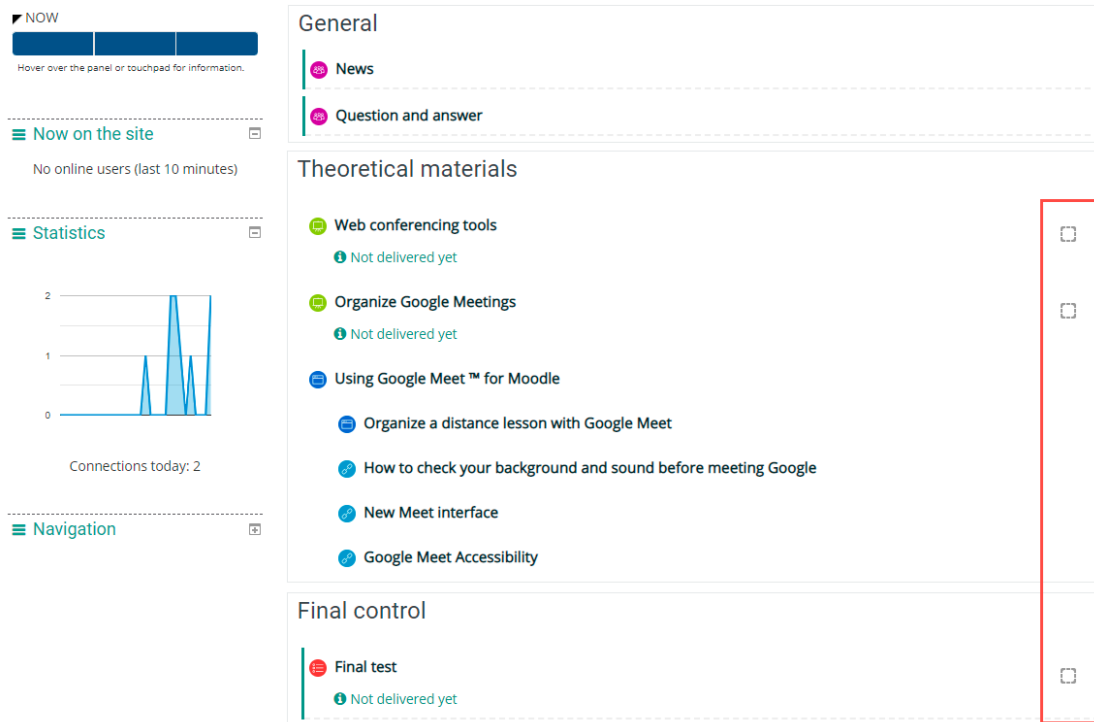 NOW
Hover over the panel or touchpad for information.
Now on the site
No online users (last 10 minutes)
Statistics
2
1
0
Connections today: 2
Navigation
General
News
Question and answer
Theoretical materials
Web conferencing tools
Not delivered yet
Organize Google Meetings
Not delivered yet
Using Google Meet ™ for Moodle
Organize a distance lesson with Google Meet
How to check your background and sound before meeting Google
New Meet interface
Google Meet Accessibility
Final control
Final test
Not delivered yet